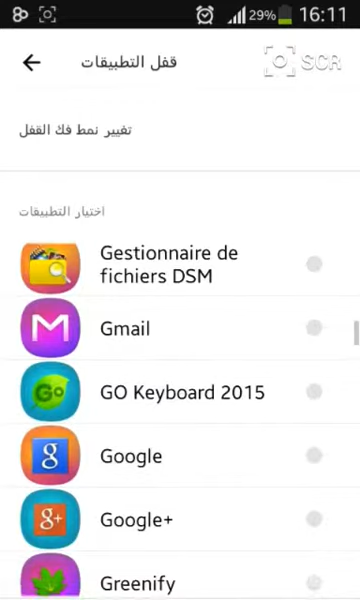 29% 16:11
قفل التطبيقات
SCR
تغيير نمط فك القفل
اختيار التطبيقات
Gestionnaire de
fichiers DSM
Gmail
GO Keyboard 2015
Google
Google+
Greenify